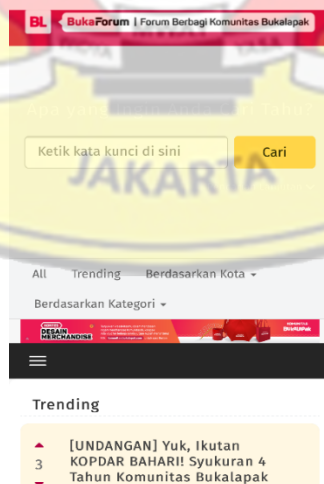 BL BukaForum | Forum Berbagi Komunitas Bukalapak
Ketik kata kunci di sini
Cari
JAKARTA
All Trending Berdasarkan Kota
Berdasarkan Kategori
DESAIN
MERCHANDISE
Trending
3
[UNDANGAN] Yuk, Ikutan
KOPDAR BAHARI! Syukuran 4
Tahun Komunitas Bukalapak